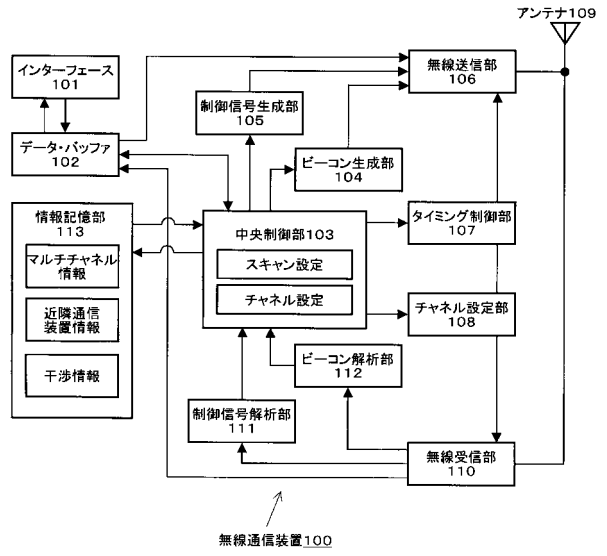 アンテナ109
インターフェース
101
無線送信部
106
制御信号生成部
105
データ・バッファ
102
ビーコン生成部
104
情報記憶部
113
中央制御部103
タイミング制御部
107
マルチチャネル
情報
スキャン設定
近隣通信
装置情報
チャネル設定
チャネル設定部
108
干渉情報
ビーコン解析部
112
制御信号解析部
111
無線受信部
110
無線通信装置100